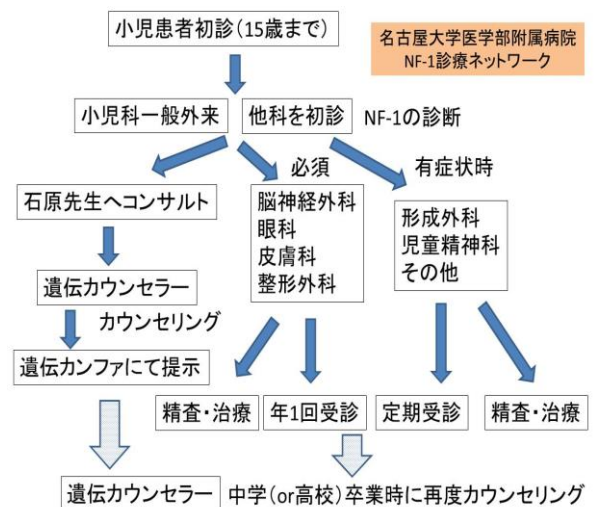 小児患者初診(15歳まで)
名古屋大学医学部附属病院
NF-1診療ネットワーク
小児科一般外来
他科を初診
NF-1の診断
必須
有症状時
石原先生へコンサルト
脳神経外科
眼科
皮膚科
整形外科
形成外科
児童精神科
その他
遺伝カウンセラー
カウンセリング
遺伝カンファにて提示
精査・治療
年1回受診
定期受診
精査・治療
遺伝カウンセラー
中学(or高校)卒業時に再度カウンセリング